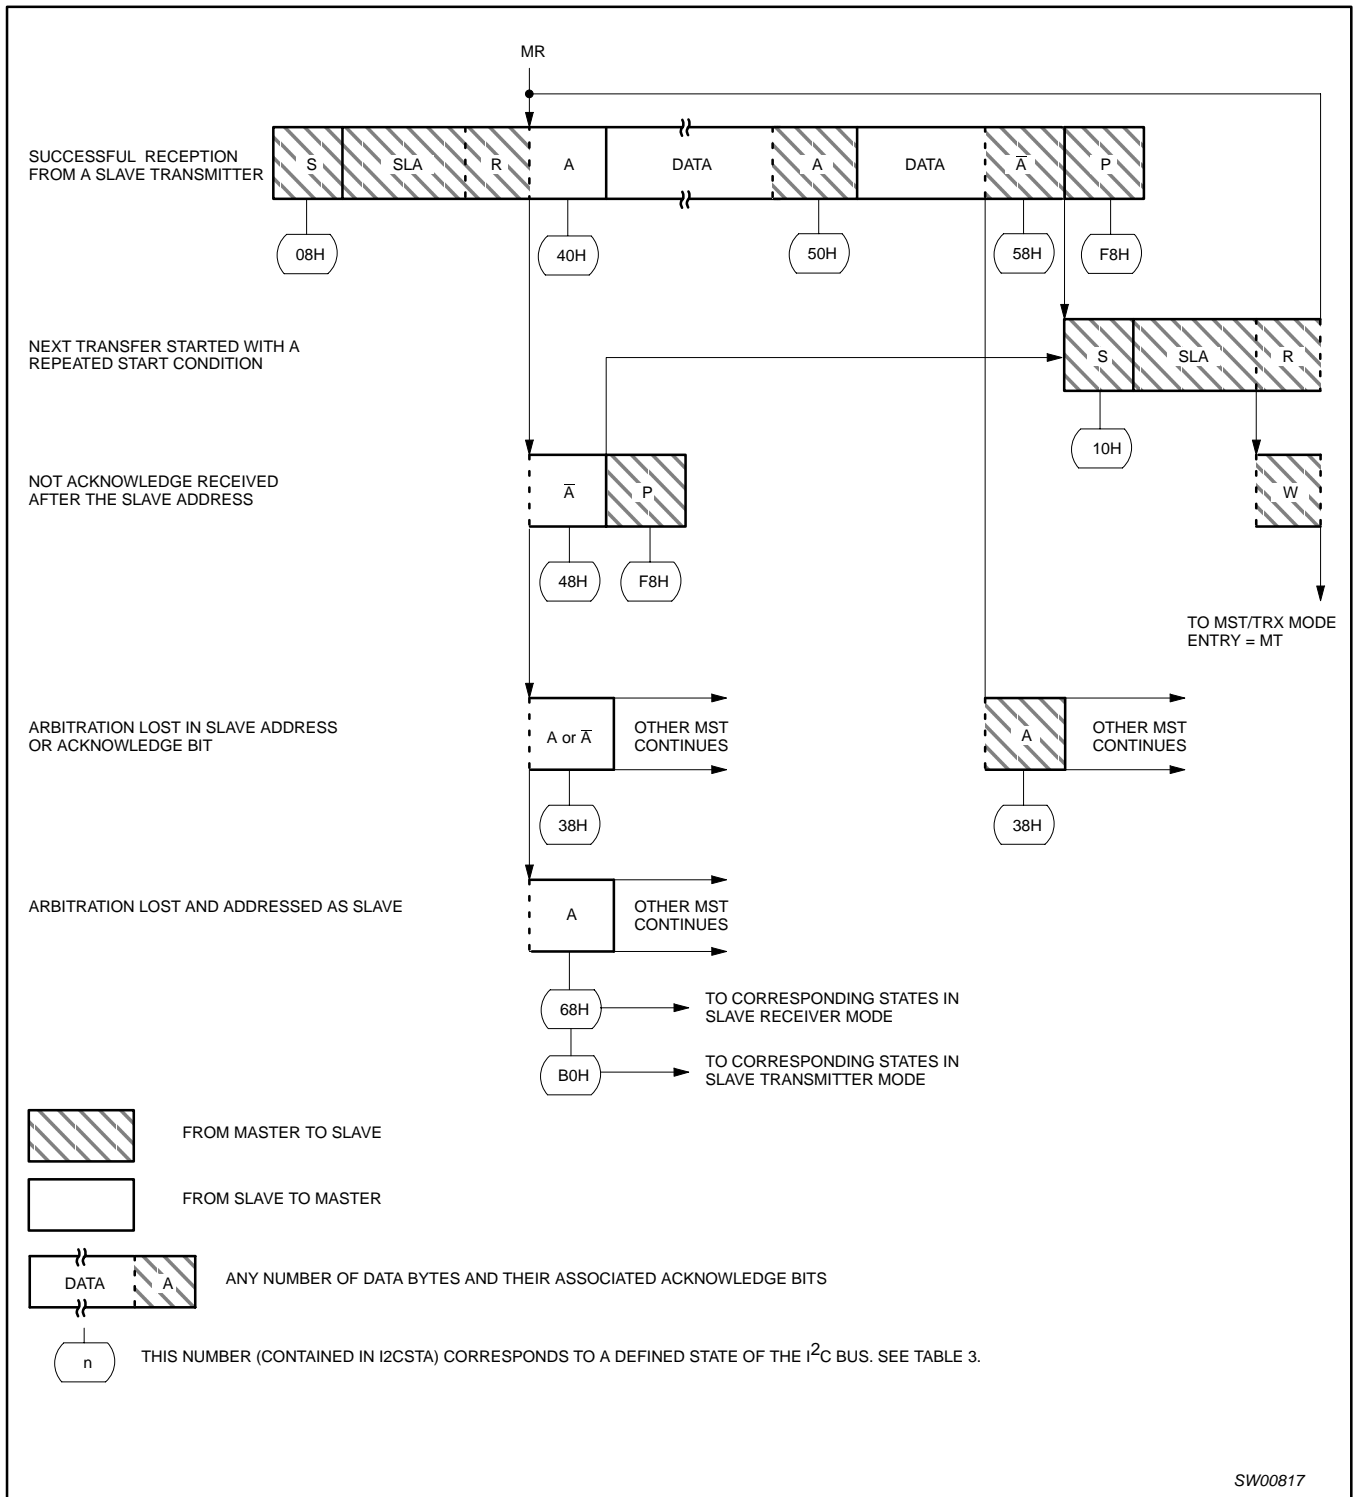 MR
SUCCESSFUL RECEPTION
FROM A SLAVE TRANSMITTER
S SLA R A DATA A DATA A̅ P
08H 40H 50H 58H F8H
NEXT TRANSFER STARTED WITH A
REPEATED START CONDITION
S SLA R
10H
NOT ACKNOWLEDGE RECEIVED
AFTER THE SLAVE ADDRESS
A̅ P
W
48H F8H
TO MST/TRX MODE
ENTRY = MT
ARBITRATION LOST IN SLAVE ADDRESS
OR ACKNOWLEDGE BIT
A or A̅
OTHER MST
CONTINUES
A
OTHER MST
CONTINUES
38H 38H
ARBITRATION LOST AND ADDRESSED AS SLAVE
A
OTHER MST
CONTINUES
68H
TO CORRESPONDING STATES IN
SLAVE RECEIVER MODE
B0H
TO CORRESPONDING STATES IN
SLAVE TRANSMITTER MODE
FROM MASTER TO SLAVE
FROM SLAVE TO MASTER
DATA A
ANY NUMBER OF DATA BYTES AND THEIR ASSOCIATED ACKNOWLEDGE BITS
n
THIS NUMBER (CONTAINED IN I2CSTA) CORRESPONDS TO A DEFINED STATE OF THE I²C BUS. SEE TABLE 3.
SW00817